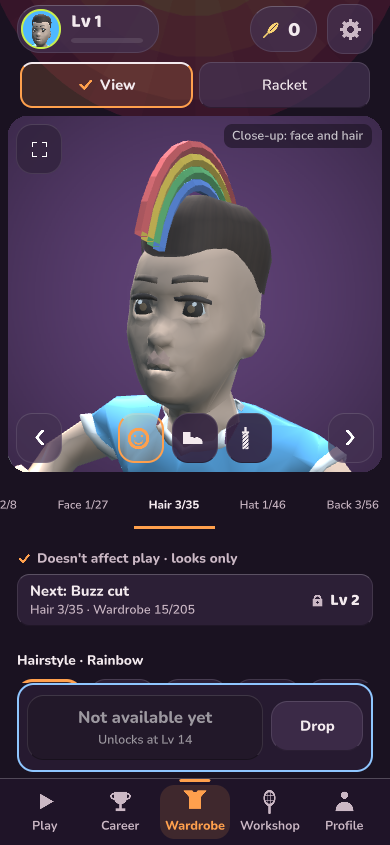 Lv 1
0
View
Racket
Close-up: face and hair
2/8
Face 1/27
Hair 3/35
Hat 1/46
Back 3/56
Doesn't affect play · looks only
Next: Buzz cut
Hair 3/35 · Wardrobe 15/205
Lv 2
Hairstyle · Rainbow
Not available yet
Unlocks at Lv 14
Drop
Play
Career
Wardrobe
Workshop
Profile